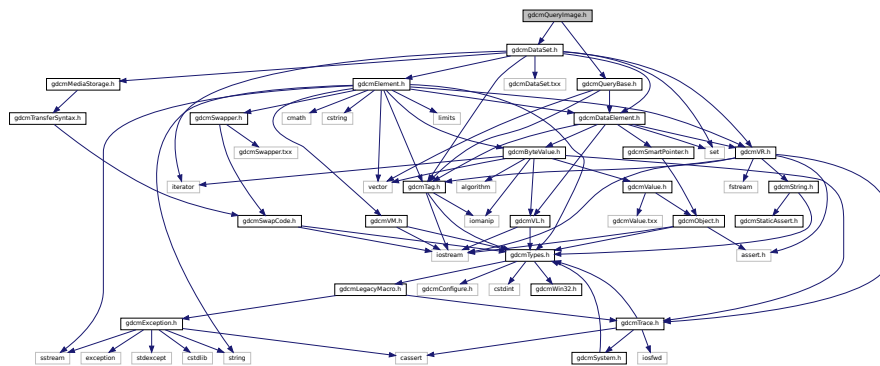 gdcmQueryImage.h
gdcmDataSet.h
gdcmMediaStorage.h
gdcmElement.h
gdcmDataSet.txx
gdcmQueryBase.h
gdcmTransferSyntax.h
gdcmSwapper.h
cmath
cstring
limits
gdcmDataElement.h
gdcmSwapper.txx
gdcmByteValue.h
gdcmSmartPointer.h
set
gdcmVR.h
iterator
vector
gdcmTag.h
algorithm
gdcmValue.h
fstream
gdcmString.h
gdcmSwapCode.h
gdcmVM.h
iomanip
gdcmVL.h
gdcmValue.txx
gdcmObject.h
gdcmStaticAssert.h
iostream
gdcmTypes.h
assert.h
gdcmLegacyMacro.h
gdcmConfigure.h
cstdint
gdcmWin32.h
gdcmException.h
gdcmTrace.h
sstream
exception
stdexcept
cstdlib
string
cassert
gdcmSystem.h
iosfwd